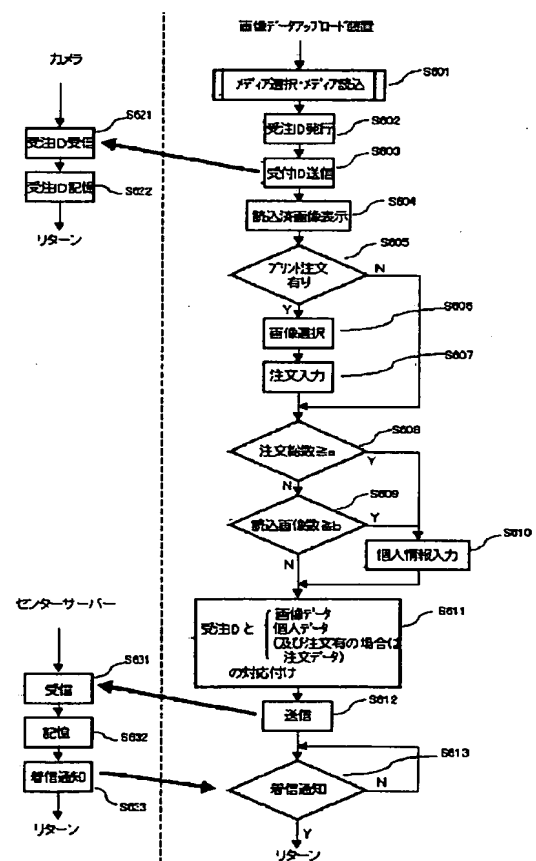 カメラ
S621
受注ID受信
S622
受注ID記憶
リターン
画像データアップロード装置
S601
メディア選択・メディア読込
S602
受注ID発行
S603
受付ID送信
S604
読込済画像表示
S605
プリント注文
有り
N
Y
S606
画像選択
S607
注文入力
S608
注文総数≧a
Y
N
S609
読込画像数≧b
Y
S610
N
個人情報入力
S611
受注IDと
画像データ
個人データ
(及び注文有の場合は
注文データ)
の対応付け
S612
送信
S613
着信通知
N
Y
リターン
センターサーバー
S631
受信
S632
記憶
着信通知
S633
リターン